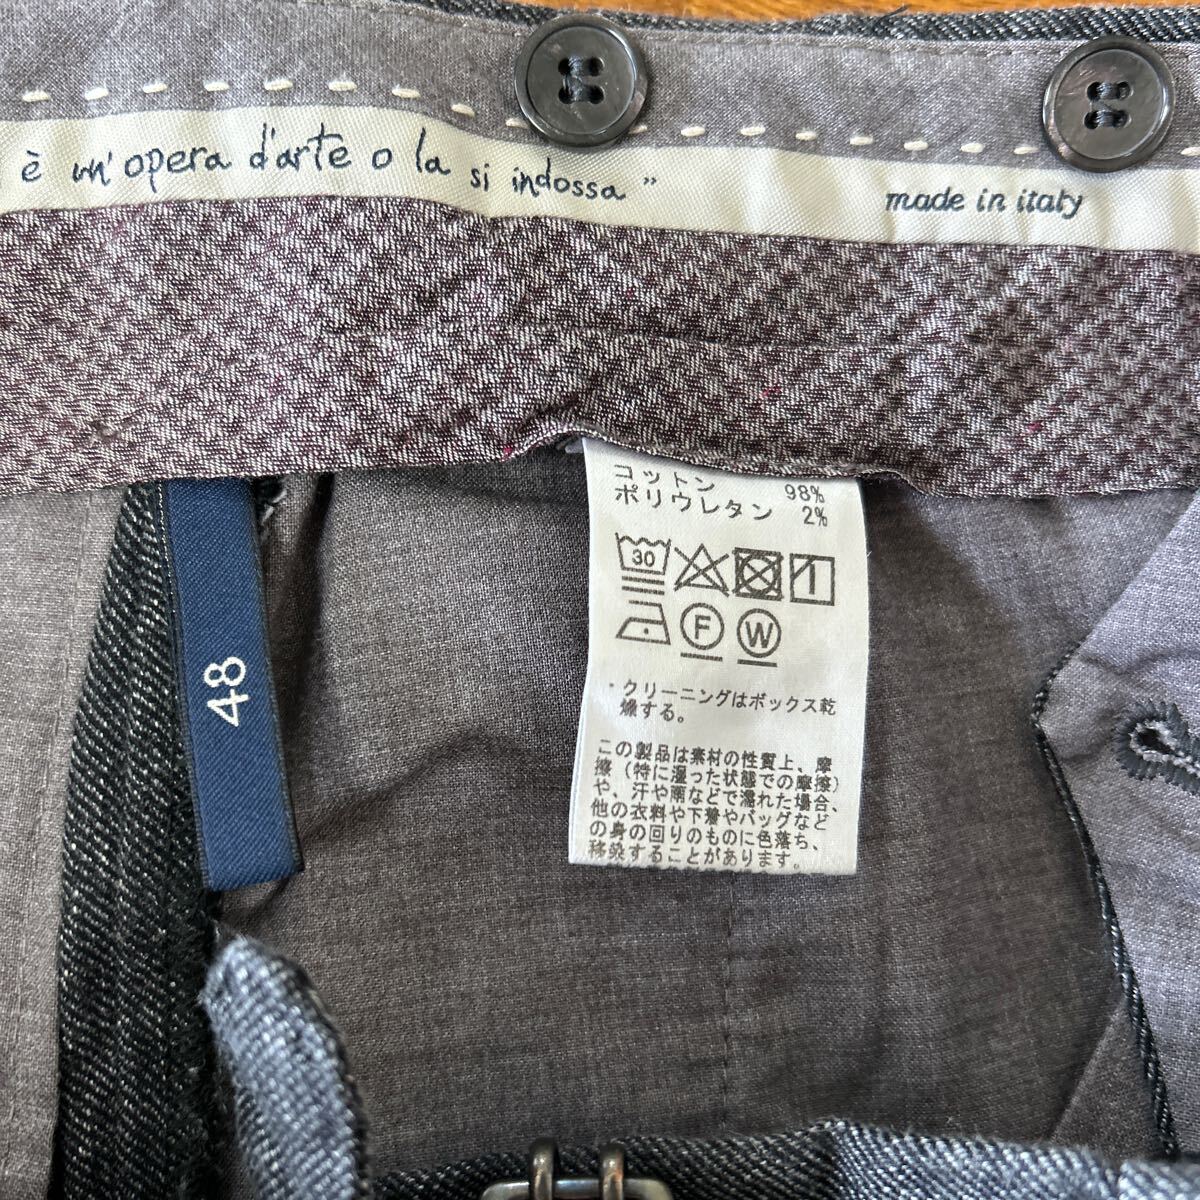 è un'opera d'arte o la si indossa"
made in italy
コットン 98%
ポリウレタン 2%
30
F W
・クリーニングはボックス乾
燥する。
この製品は素材の性質上、摩
擦（特に湿った状態での摩擦）
や、汗や雨などで濡れた場合、
他の衣料や下着やバッグなど
の身の回りのものに色落ち、
移染することがあります。
48